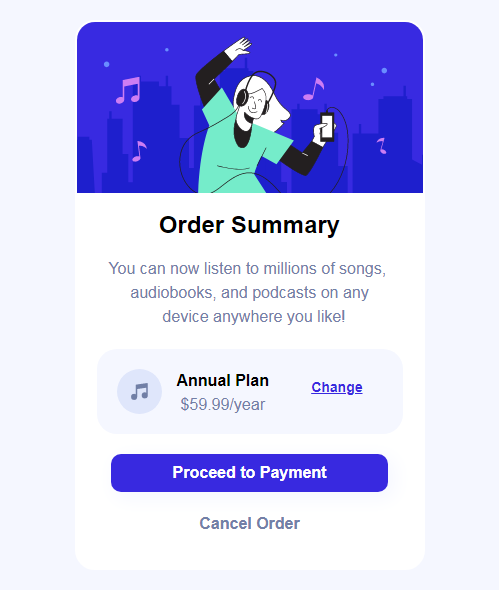 Order Summary
You can now listen to millions of songs,
audiobooks, and podcasts on any
device anywhere you like!
Annual Plan
Change
$59.99/year
Proceed to Payment
Cancel Order